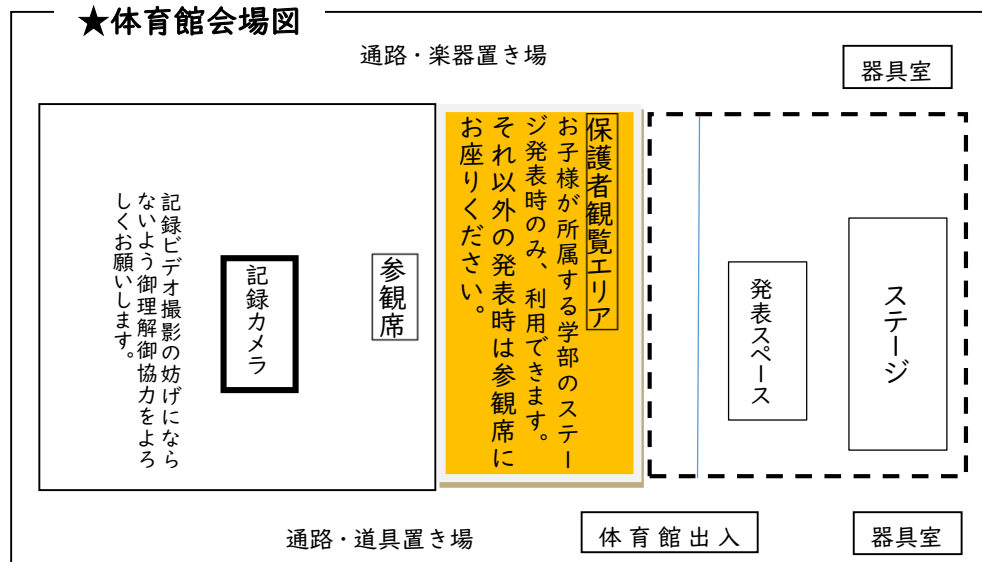 ★体育館会場図
通路・楽器置き場
器具室
ステージ
発表スペース
保護者観覧エリア
お子様が所属する学部のステー
ジ発表時のみ、利用できます。
それ以外の発表時は参観席に
お座りください。
参観席
記録カメラ
記録ビデオ撮影の妨げになら
ないよう御理解御協力をよろ
しくお願いします。
通路・道具置き場
体育館出入
器具室